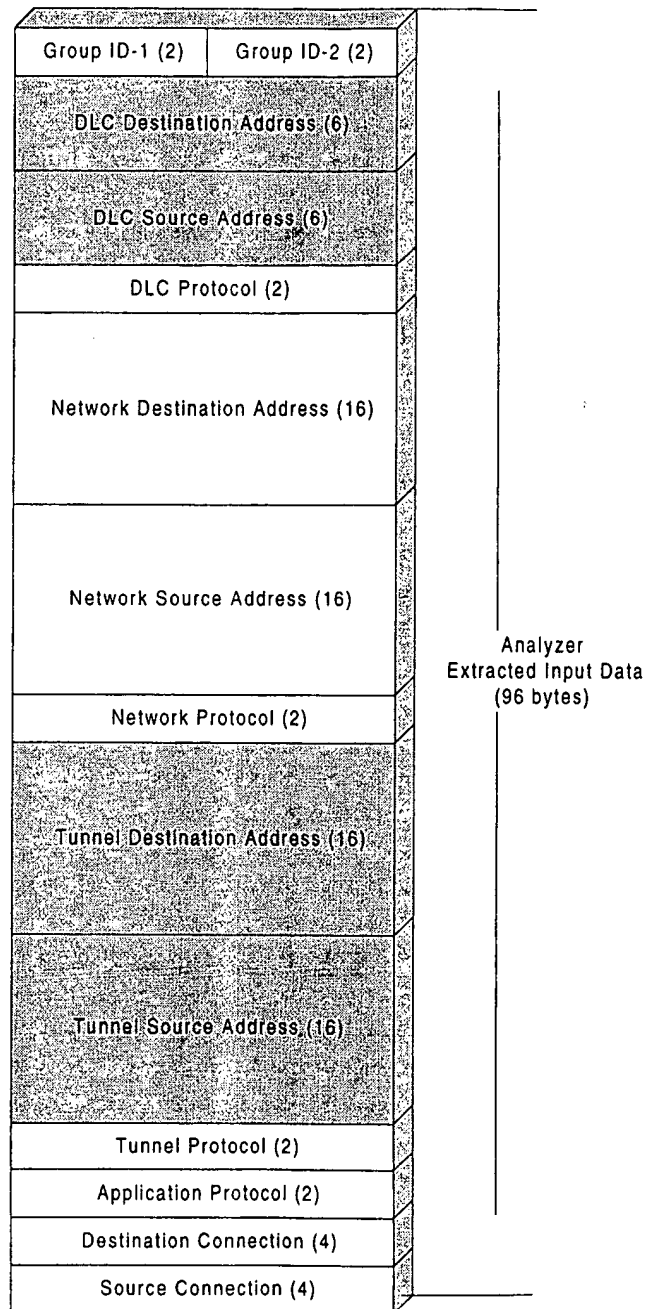 Group ID-1 (2) Group ID-2 (2)
DLC Destination Address (6)
DLC Source Address (6)
DLC Protocol (2)
Network Destination Address (16)
Network Source Address (16)
Analyzer
Extracted Input Data
(96 bytes)
Network Protocol (2)
Tunnel Destination Address (16)
Tunnel Source Address (16)
Tunnel Protocol (2)
Application Protocol (2)
Destination Connection (4)
Source Connection (4)